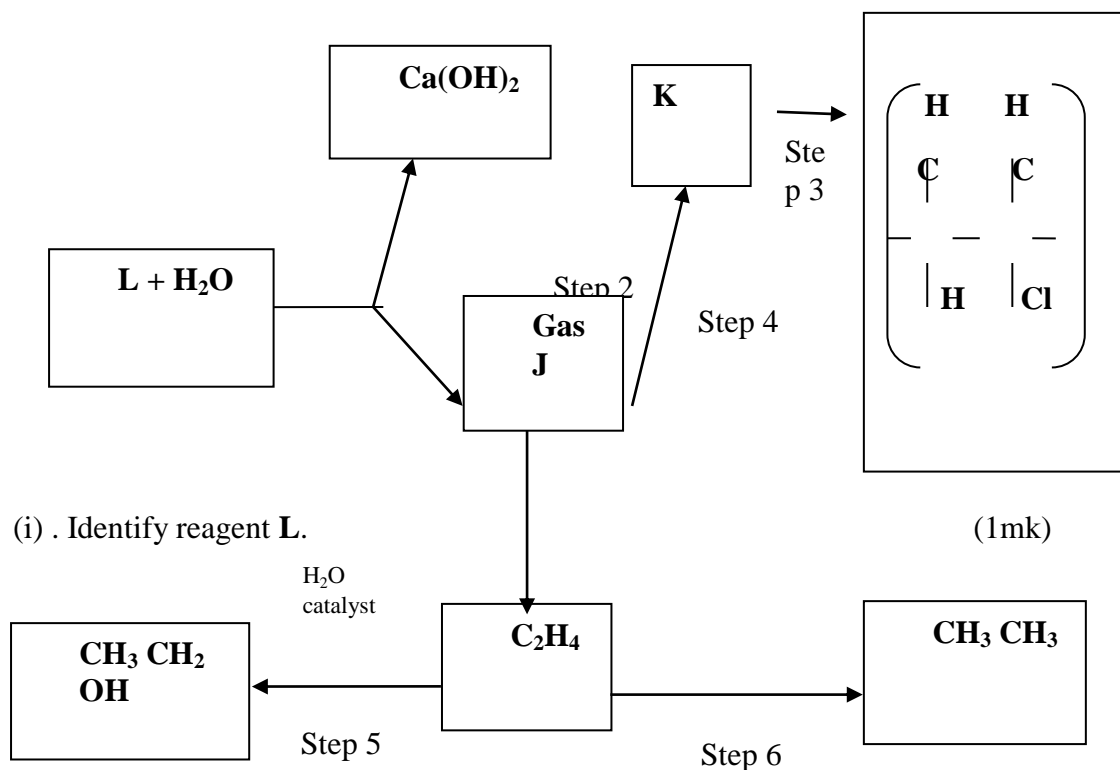 Ca(OH)₂
K
H H
C C
H Cl
Ste
p 3
L + H₂O
Step 2
Gas
J
Step 4
(i) . Identify reagent L. (1mk)
H₂O
catalyst
C₂H₄
CH₃ CH₃
CH₃ CH₂
OH
Step 5
Step 6